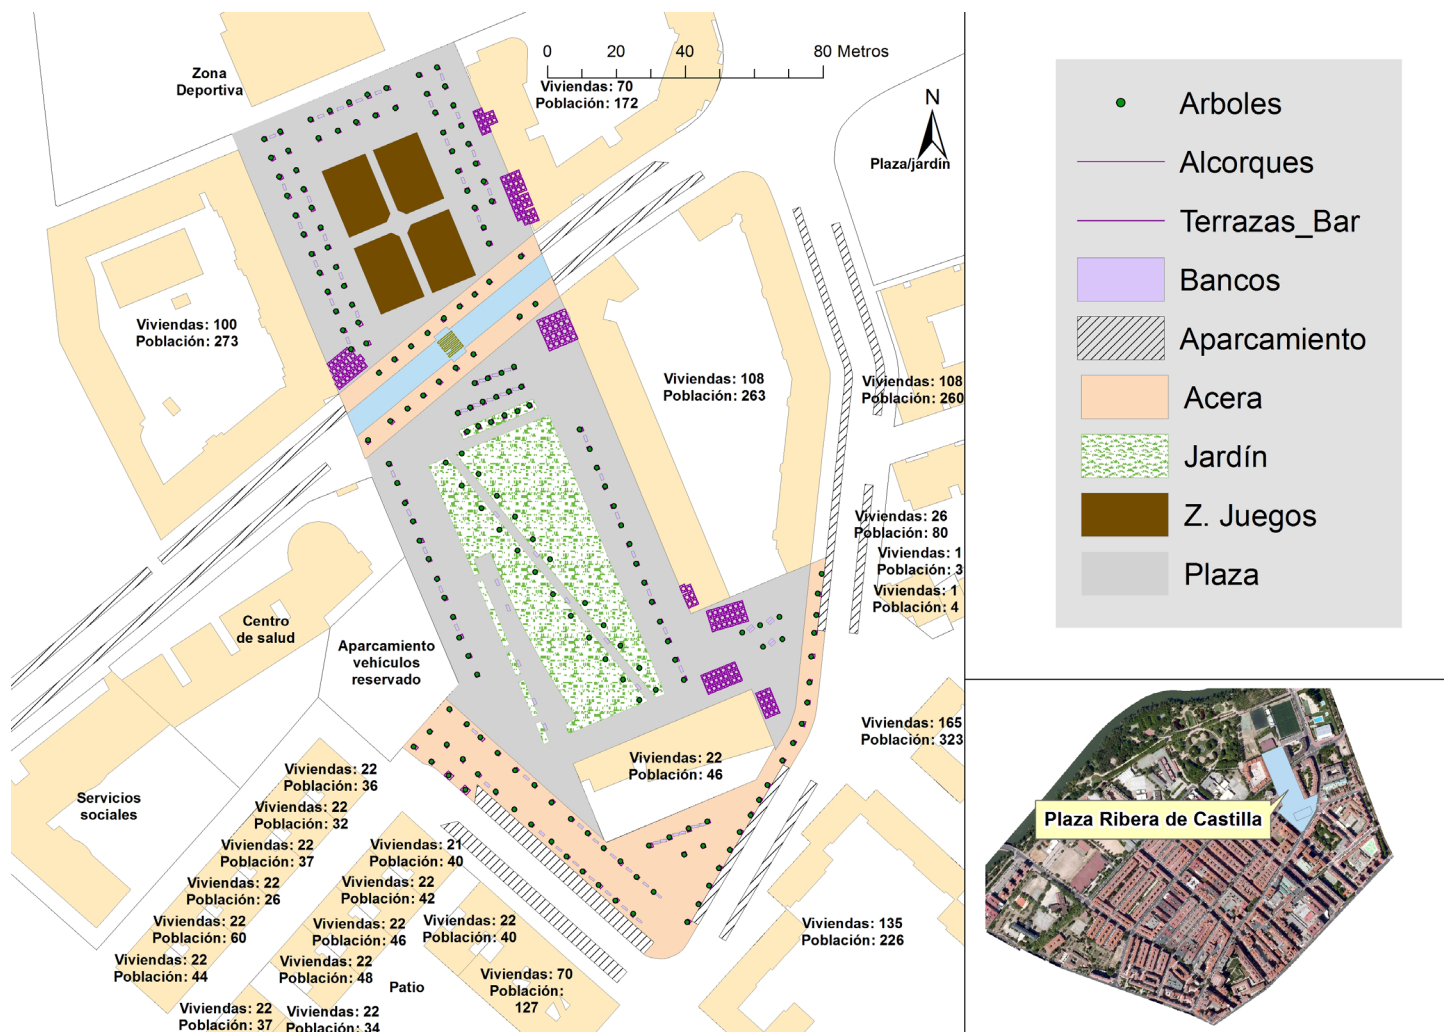 0 20 40 80 Metros
Zona
Deportiva
Viviendas: 70
Población: 172
N
Plaza/jardín
Viviendas: 100
Población: 273
Viviendas: 108
Población: 263
Viviendas: 108
Población: 260
Viviendas: 26
Población: 80
Viviendas: 1
Población: 3
Viviendas: 1
Población: 4
Centro
de salud
Aparcamiento
vehículos
reservado
Viviendas: 165
Población: 323
Viviendas: 22
Población: 46
Servicios
sociales
Viviendas: 22
Población: 36
Viviendas: 22
Población: 32
Viviendas: 22
Población: 37
Viviendas: 22
Población: 26
Viviendas: 22
Población: 60
Viviendas: 22
Población: 44
Viviendas: 22
Población: 37
Viviendas: 21
Población: 40
Viviendas: 22
Población: 42
Viviendas: 22
Población: 46
Viviendas: 22
Población: 48
Viviendas: 22
Población: 34
Viviendas: 22
Población: 40
Patio
Viviendas: 70
Población:
127
Viviendas: 135
Población: 226
Arboles
Alcorques
Terrazas_Bar
Bancos
Aparcamiento
Acera
Jardín
Z. Juegos
Plaza
Plaza Ribera de Castilla